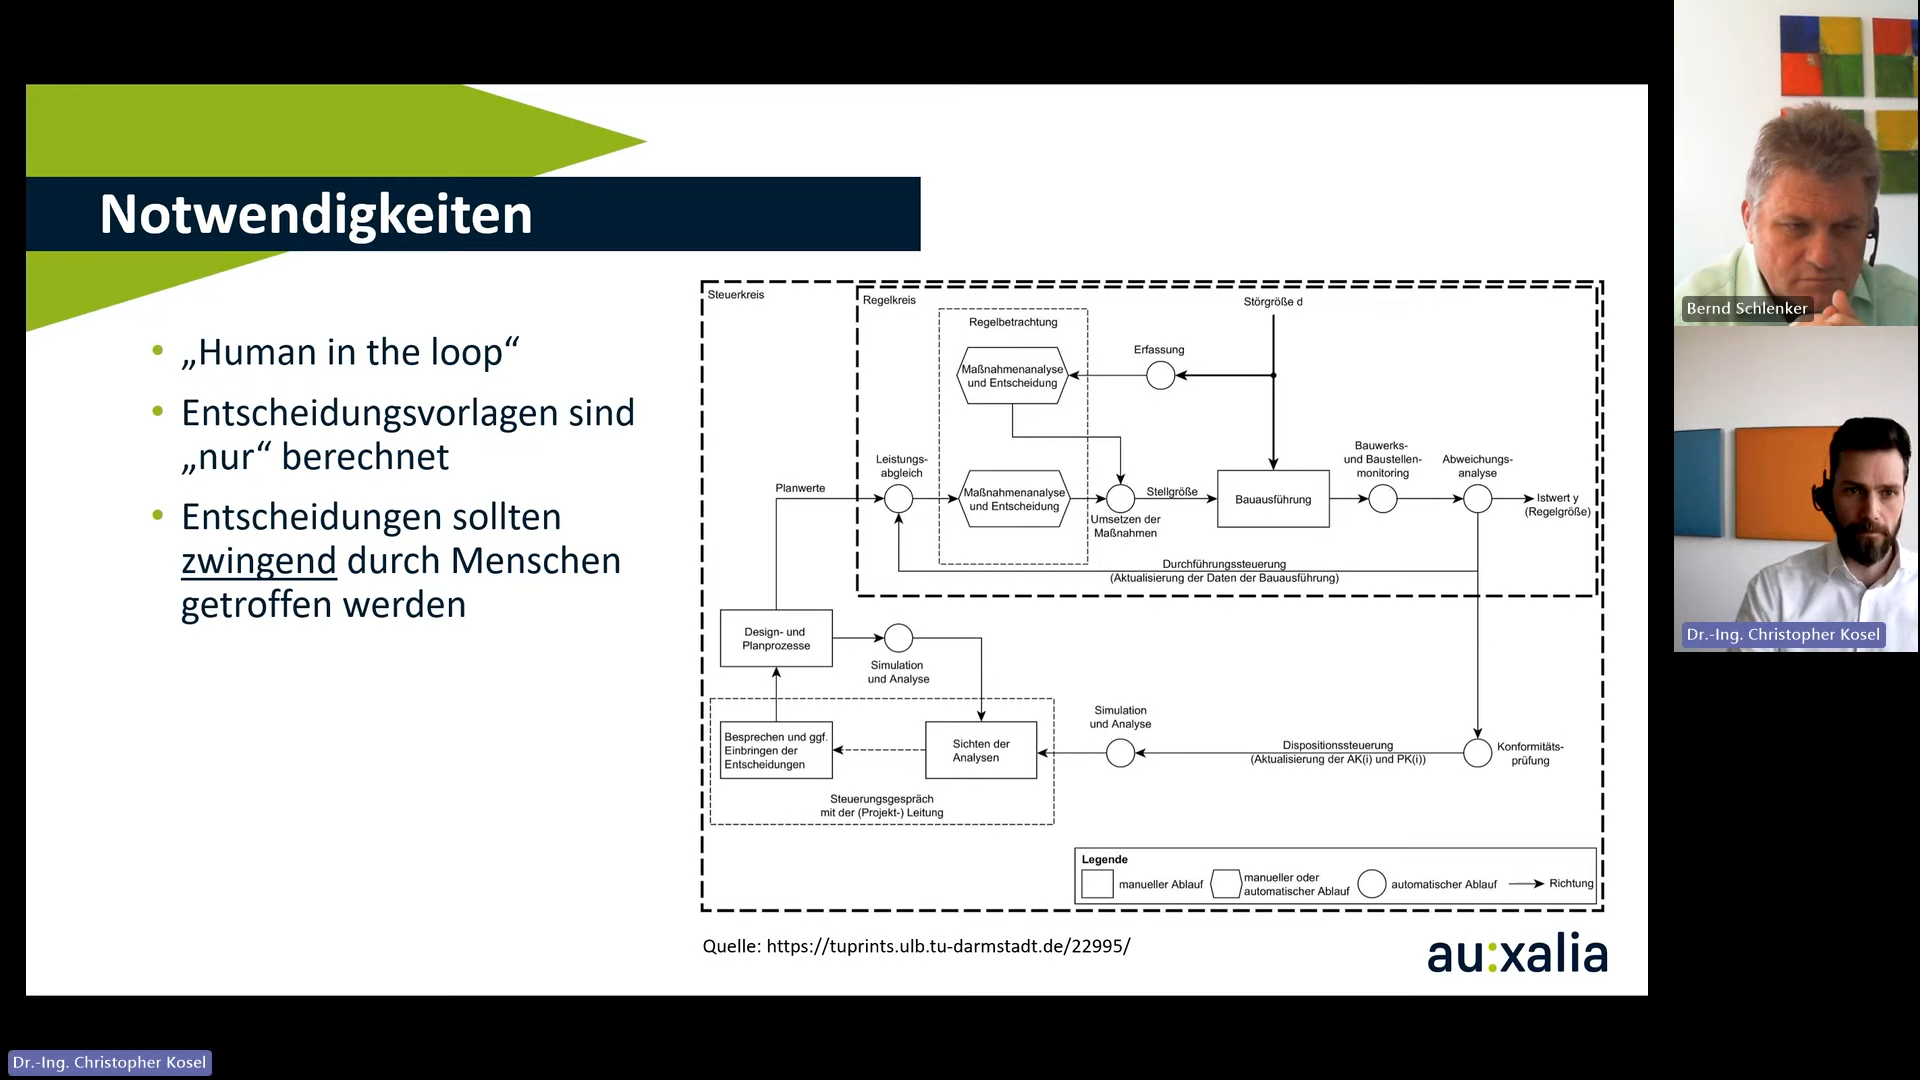 Notwendigkeiten
„Human in the loop“
Entscheidungsvorlagen sind
„nur“ berechnet
Entscheidungen sollten
zwingend durch Menschen
getroffen werden
Steuerkreis
Regelkreis
Störgröße d
Regelbetrachtung
Erfassung
Maßnahmenanalyse
und Entscheidung
Leistungs-
abgleich
Bauwerks-
und Baustellen-
monitoring
Abweichungs-
analyse
Planwerte
Maßnahmenanalyse
und Entscheidung
Stellgröße
Bauausführung
Istwert y
(Regelgröße)
Umsetzen der
Maßnahmen
Durchführungssteuerung
(Aktualisierung der Daten der Bauausführung)
Design- und
Planprozesse
Simulation
und Analyse
Simulation
und Analyse
Besprechen und ggf.
Einbringen der
Entscheidungen
Sichten der
Analysen
Dispositionssteuerung
(Aktualisierung der AK(i) und PK(i))
Konformitäts-
prüfung
Steuerungsgespräch
mit der (Projekt-) Leitung
Legende
manueller Ablauf
manueller oder
automatischer Ablauf
automatischer Ablauf
Richtung
Quelle: https://tuprints.ulb.tu-darmstadt.de/22995/
au:xalia
Bernd Schlenker
Dr.-Ing. Christopher Kosel
Dr.-Ing. Christopher Kosel